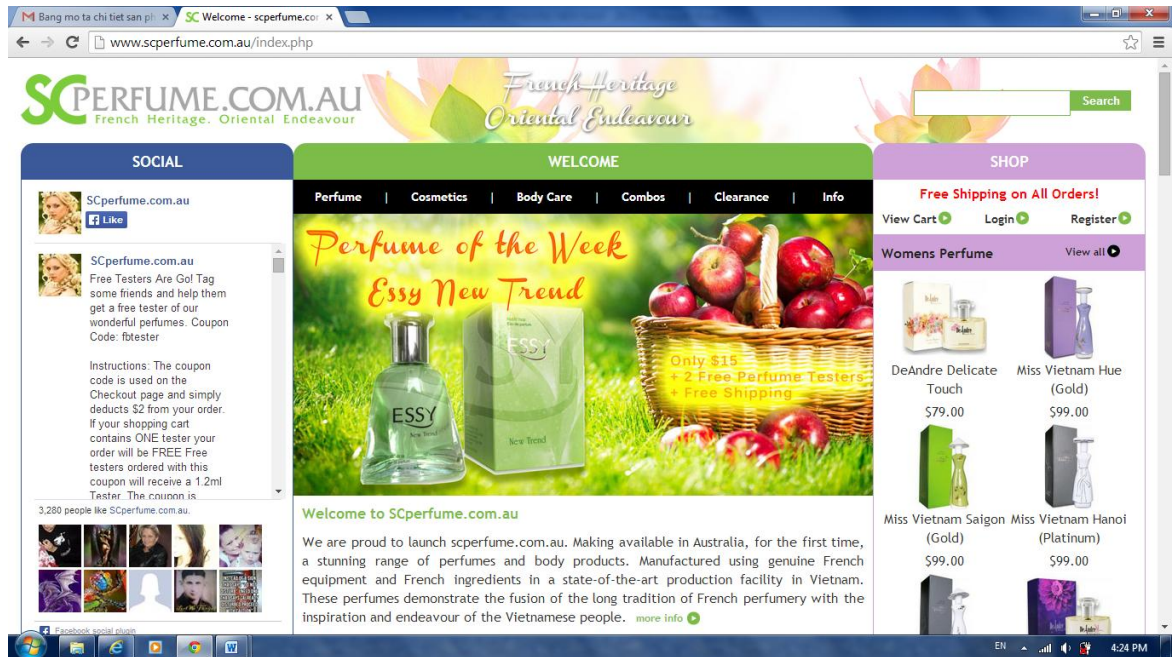 Bang mo ta chi tiet san ph
SC Welcome - scperfume.cor
www.scperfume.com.au/index.php
SCPERFUME.COM.AU
French Heritage. Oriental Endeavour
French Heritage
Oriental Endeavour
Search
SOCIAL
SCperfume.com.au
Like
SCperfume.com.au
Free Testers Are Go! Tag
some friends and help them
get a free tester of our
wonderful perfumes. Coupon
Code: fbtester
Instructions: The coupon
code is used on the
Checkout page and simply
deducts $2 from your order.
If your shopping cart
contains ONE tester your
order will be FREE Free
testers ordered with this
coupon will receive a 1.2ml
Tester. The coupon is
3,280 people like SCperfume.com.au.
Facebook social plugin
WELCOME
Perfume | Cosmetics | Body Care | Combos | Clearance | Info
Perfume of the Week
Essy New Trend
ESSY
New Trend
ESSY
New Trend
Only $15
+ 2 Free Perfume Testers
+ Free Shipping
Welcome to SCperfume.com.au
We are proud to launch scperfume.com.au. Making available in Australia, for the first time,
a stunning range of perfumes and body products. Manufactured using genuine French
equipment and French ingredients in a state-of-the-art production facility in Vietnam.
These perfumes demonstrate the fusion of the long tradition of French perfumery with the
inspiration and endeavour of the Vietnamese people. more info
SHOP
Free Shipping on All Orders!
View Cart Login Register
Womens Perfume View all
DeAndre Delicate
Touch
$79.00
Miss Vietnam Hue
(Gold)
$99.00
Miss Vietnam Saigon
(Gold)
$99.00
Miss Vietnam Hanoi
(Platinum)
$99.00
EN
4:24 PM